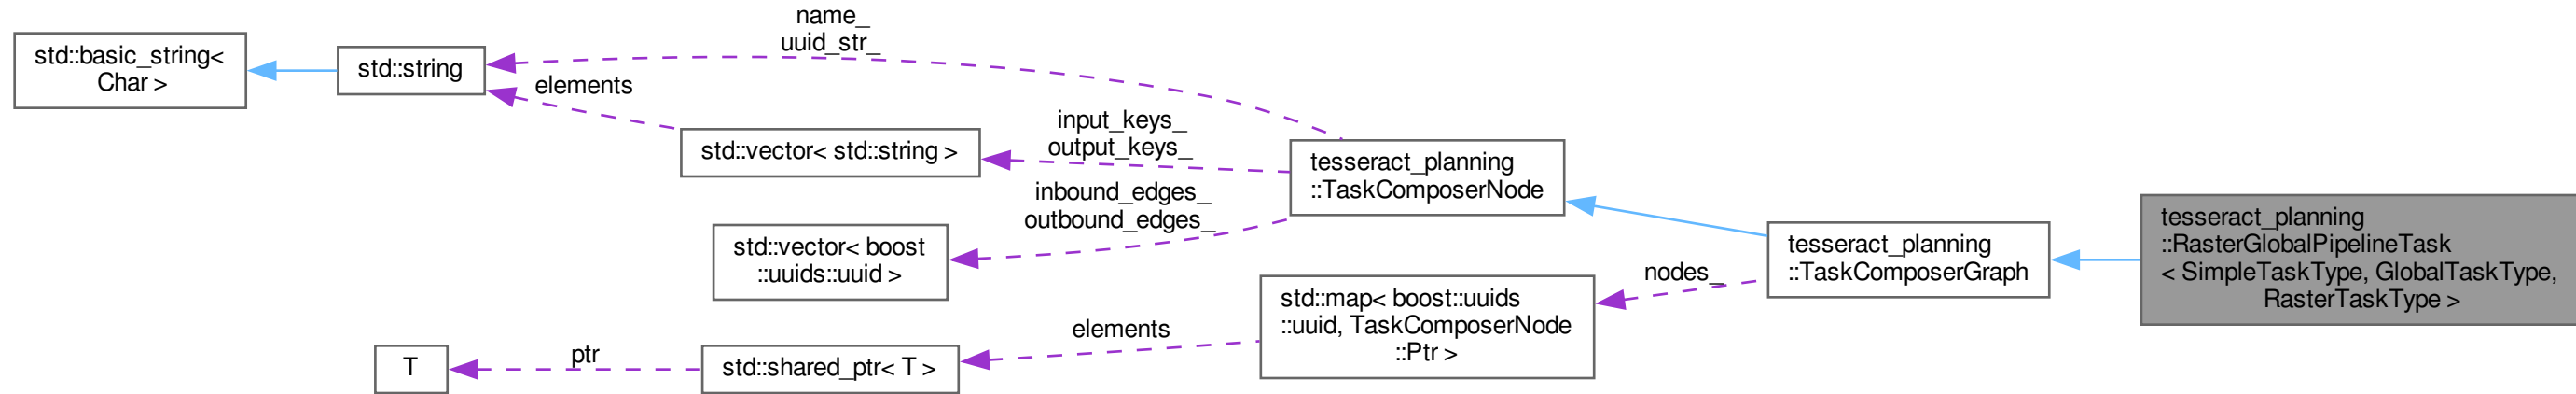 name_
uuid_str_
std::basic_string<
Char >
std::string
elements
std::vector< std::string >
input_keys_
output_keys_
inbound_edges_
outbound_edges_
std::vector< boost
::uuids::uuid >
tesseract_planning
::TaskComposerNode
tesseract_planning
::TaskComposerGraph
tesseract_planning
::RasterGlobalPipelineTask
< SimpleTaskType, GlobalTaskType,
RasterTaskType >
nodes_
std::map< boost::uuids
::uuid, TaskComposerNode
::Ptr >
elements
std::shared_ptr< T >
ptr
T